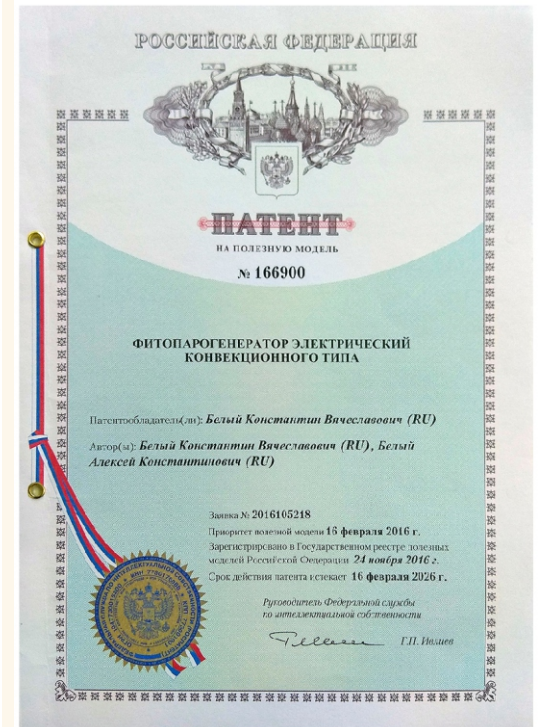 РОССИЙСКАЯ ФЕДЕРАЦИЯ
ПАТЕНТ
НА ПОЛЕЗНУЮ МОДЕЛЬ
№ 166900
ФИТОПАРОГЕНЕРАТОР ЭЛЕКТРИЧЕСКИЙ
КОНВЕКЦИОННОГО ТИПА
Патентообладатель(ли): Белый Константин Вячеславович (RU)
Автор(ы): Белый Константин Вячеславович (RU), Белый
Алексей Константинович (RU)
Заявка № 2016105218
Приоритет полезной модели 16 февраля 2016 г.
Зарегистрировано в Государственном реестре полезных
моделей Российской Федерации 24 ноября 2016 г.
Срок действия патента истекает 16 февраля 2026 г.
Руководитель Федеральной службы
по интеллектуальной собственности
Г.П. Ивлиев